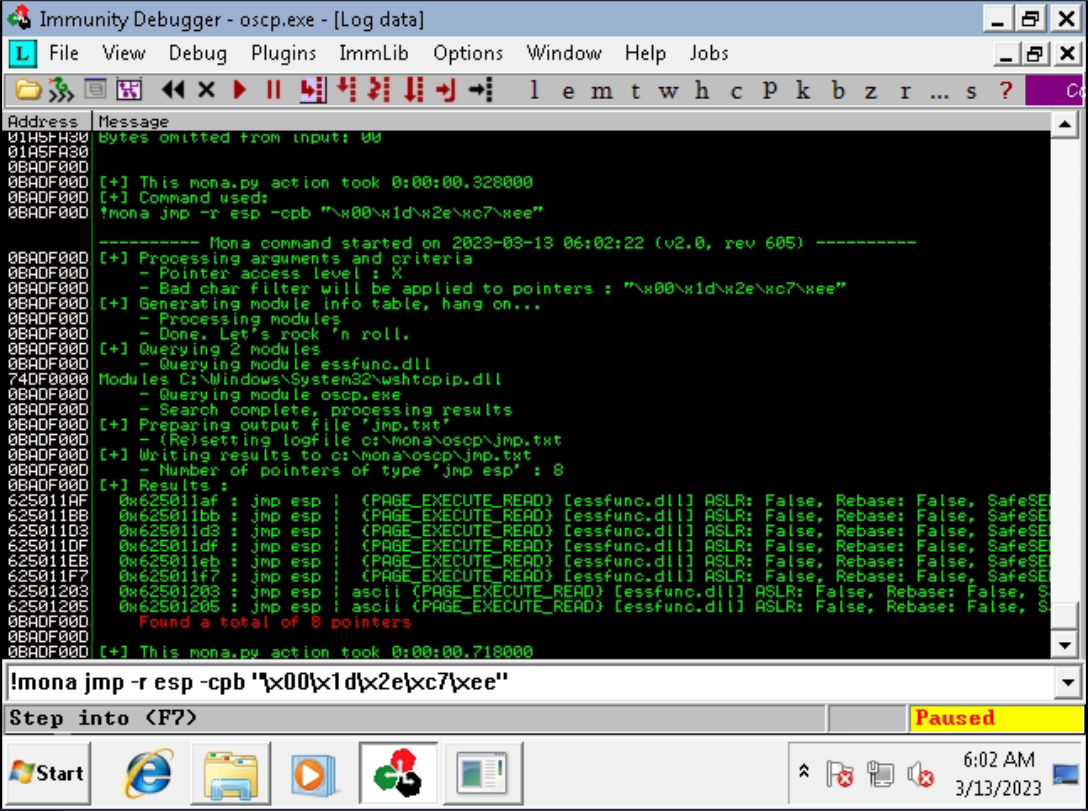 Immunity Debugger - oscp.exe - [Log data]
L File View Debug Plugins ImmLib Options Window Help Jobs
l e m t w h c P k b z r ... s ?
Address Message
01A5FA30 Bytes omitted from input: 00
01A5FA30
0BADF00D
0BADF00D [+] This mona.py action took 0:00:00.328000
0BADF00D [+] Command used:
0BADF00D !mona jmp -r esp -cpb "\x00\x1d\x2e\xc7\xee"
---------- Mona command started on 2023-03-13 06:02:22 (v2.0, rev 605) ----------
0BADF00D [+] Processing arguments and criteria
0BADF00D - Pointer access level : X
0BADF00D - Bad char filter will be applied to pointers : "\x00\x1d\x2e\xc7\xee"
0BADF00D [+] Generating module info table, hang on...
0BADF00D - Processing modules
0BADF00D - Done. Let's rock 'n roll.
0BADF00D [+] Querying 2 modules
0BADF00D - Querying module essfunc.dll
74DF0000 Modules C:\Windows\System32\wshtcpip.dll
0BADF00D - Querying module oscp.exe
0BADF00D - Search complete, processing results
0BADF00D [+] Preparing output file 'jmp.txt'
0BADF00D - (Re)setting logfile c:\mona\oscp\jmp.txt
0BADF00D [+] Writing results to c:\mona\oscp\jmp.txt
0BADF00D - Number of pointers of type 'jmp esp' : 8
0BADF00D [+] Results :
625011AF 0x625011af : jmp esp | {PAGE_EXECUTE_READ} [essfunc.dll] ASLR: False, Rebase: False, SafeSE
625011BB 0x625011bb : jmp esp | {PAGE_EXECUTE_READ} [essfunc.dll] ASLR: False, Rebase: False, SafeSE
625011D3 0x625011d3 : jmp esp | {PAGE_EXECUTE_READ} [essfunc.dll] ASLR: False, Rebase: False, SafeSE
625011DF 0x625011df : jmp esp | {PAGE_EXECUTE_READ} [essfunc.dll] ASLR: False, Rebase: False, SafeSE
625011EB 0x625011eb : jmp esp | {PAGE_EXECUTE_READ} [essfunc.dll] ASLR: False, Rebase: False, SafeSE
625011F7 0x625011f7 : jmp esp | {PAGE_EXECUTE_READ} [essfunc.dll] ASLR: False, Rebase: False, SafeSE
62501203 0x62501203 : jmp esp | ascii {PAGE_EXECUTE_READ} [essfunc.dll] ASLR: False, Rebase: False, S
62501205 0x62501205 : jmp esp | ascii {PAGE_EXECUTE_READ} [essfunc.dll] ASLR: False, Rebase: False, S
0BADF00D Found a total of 8 pointers
0BADF00D
0BADF00D [+] This mona.py action took 0:00:00.718000
!mona jmp -r esp -cpb "\x00\x1d\x2e\xc7\xee"
Step into (F7) Paused
Start 6:02 AM
3/13/2023